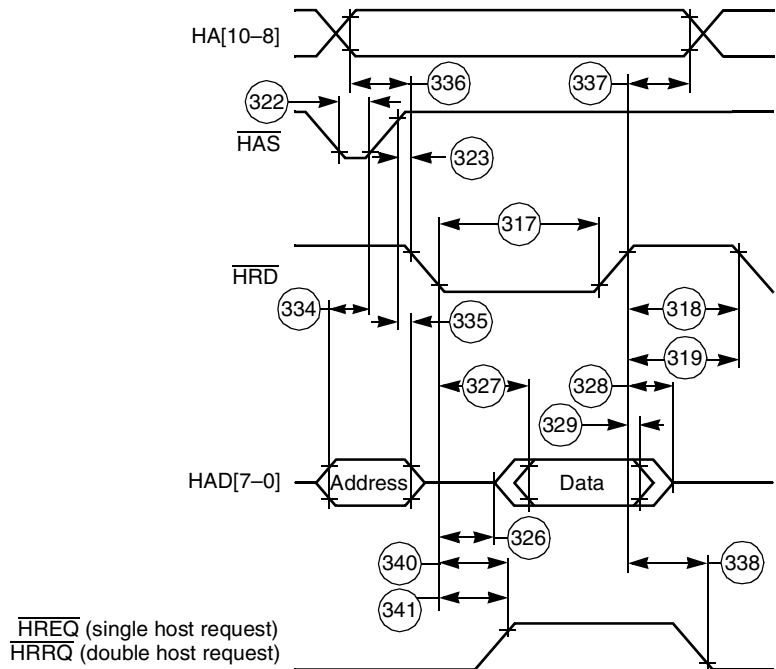 HA[10–8]
336
337
322
HAS
323
317
HRD
334
335
318
319
327
328
329
HAD[7–0]
Address
Data
326
340
338
341
HREQ (single host request)
HRRQ (double host request)